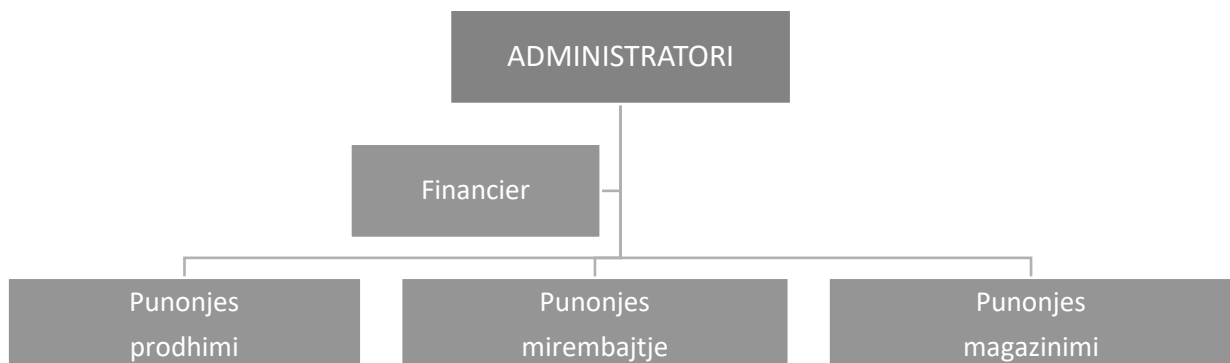 ADMINISTRATORI
Financier
Punonjes
prodhimi
Punonjes
mirembajtje
Punonjes
magazinimi